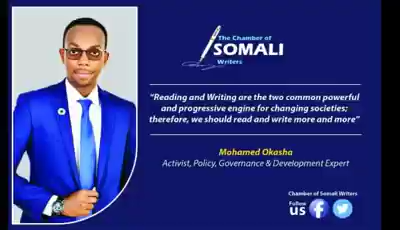 The Chamber of
SOMALI
Writers
"Reading and Writing are the two common powerful
and progressive engine for changing societies;
therefore, we should read and write more and more"
Mohamed Okasha
Activist, Policy, Governance & Development Expert
Chamber of Somali Writers
Follow
us